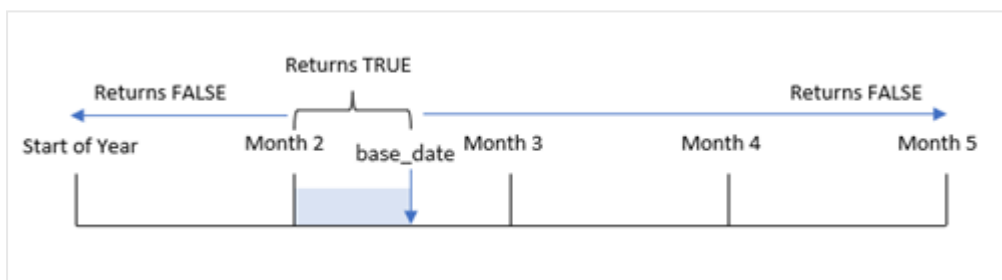 Returns TRUE
Returns FALSE
Returns FALSE
Start of Year
Month 2
base_date
Month 3
Month 4
Month 5